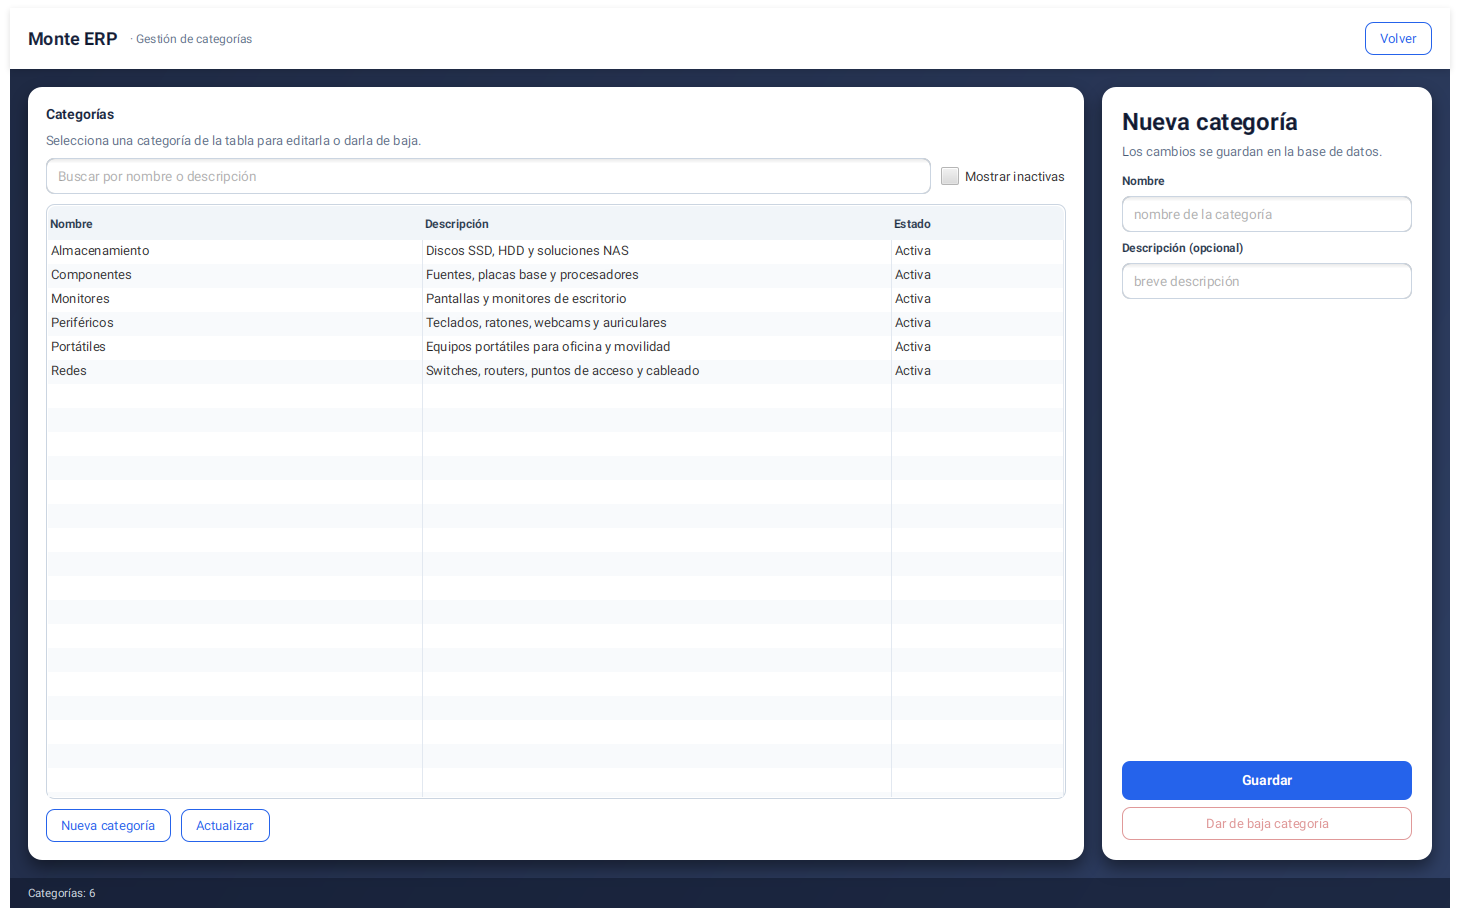 Monte ERP · Gestión de categorías
Volver
Categorías
Selecciona una categoría de la tabla para editarla o darla de baja.
Buscar por nombre o descripción
Mostrar inactivas
Nombre Descripción Estado
Almacenamiento Discos SSD, HDD y soluciones NAS Activa
Componentes Fuentes, placas base y procesadores Activa
Monitores Pantallas y monitores de escritorio Activa
Periféricos Teclados, ratones, webcams y auriculares Activa
Portátiles Equipos portátiles para oficina y movilidad Activa
Redes Switches, routers, puntos de acceso y cableado Activa
Nueva categoría Actualizar
Nueva categoría
Los cambios se guardan en la base de datos.
Nombre
nombre de la categoría
Descripción (opcional)
breve descripción
Guardar
Dar de baja categoría
Categorías: 6